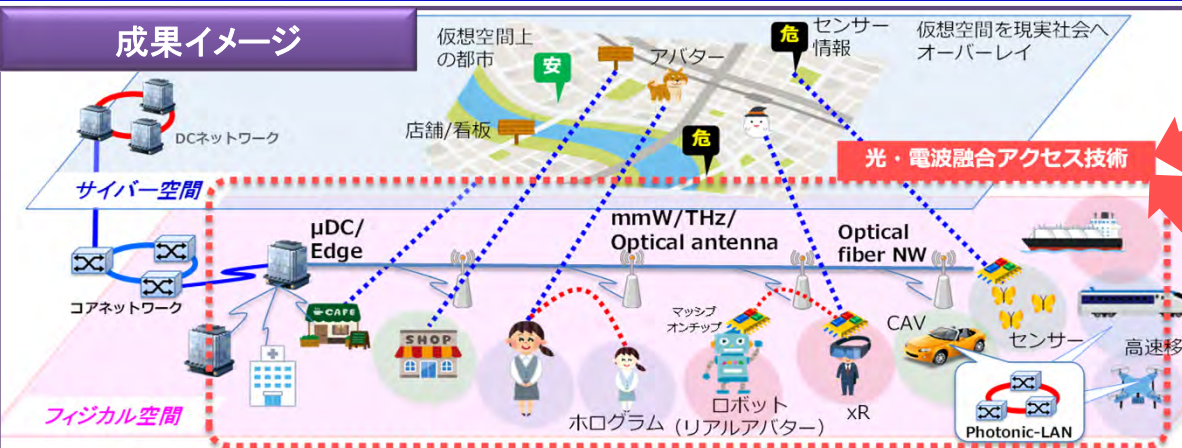 成果イメージ
仮想空間上
の都市
アバター
センサー
情報
仮想空間を現実社会へ
オーバーレイ
危
安
店舗/看板
危
DCネットワーク
光・電波融合アクセス技術
サイバー空間
μDC/
Edge
mmW/THz/
Optical antenna
Optical
fiber NW
コアネットワーク
CAFE
SHOP
マッシブ
オンチップ
CAV
センサー
高速移
ホログラム
ロボット
(リアルアバター)
xR
Photonic-LAN
フィジカル空間